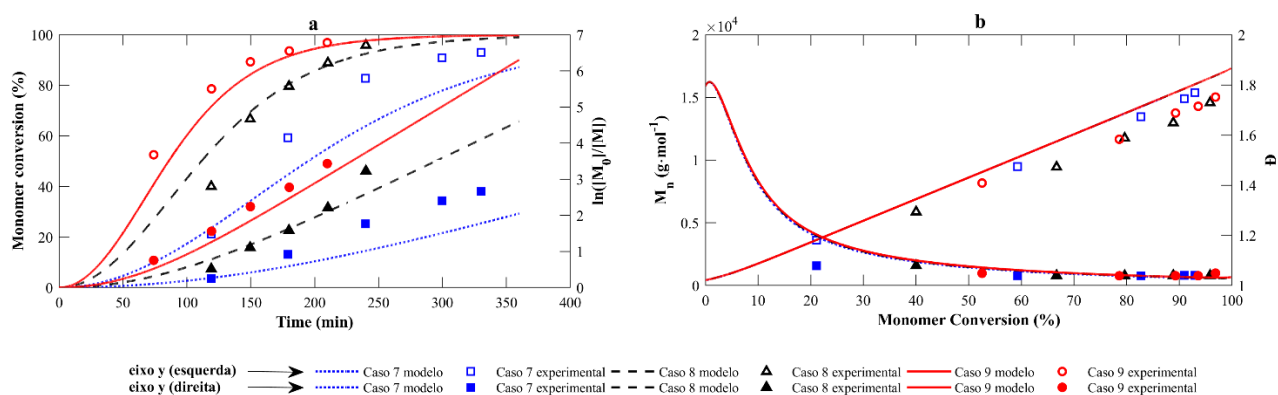 a
Monomer conversion (%)
100
80
60
40
20
0
0 50 100 150 200 250 300 350 400
Time (min)
7
6
5
4
3
2
1
0
ln([M0]/[M])
b
×10⁴
Mₙ (g·mol⁻¹)
2
1.5
1
0.5
0
0 10 20 30 40 50 60 70 80 90 100
Monomer Conversion (%)
2
1.8
1.6
1.4
1.2
1
Đ
eixo y (esquerda) Caso 7 modelo Caso 7 experimental Caso 8 modelo Caso 8 experimental Caso 9 modelo Caso 9 experimental
eixo y (direita) Caso 7 modelo Caso 7 experimental Caso 8 modelo Caso 8 experimental Caso 9 modelo Caso 9 experimental